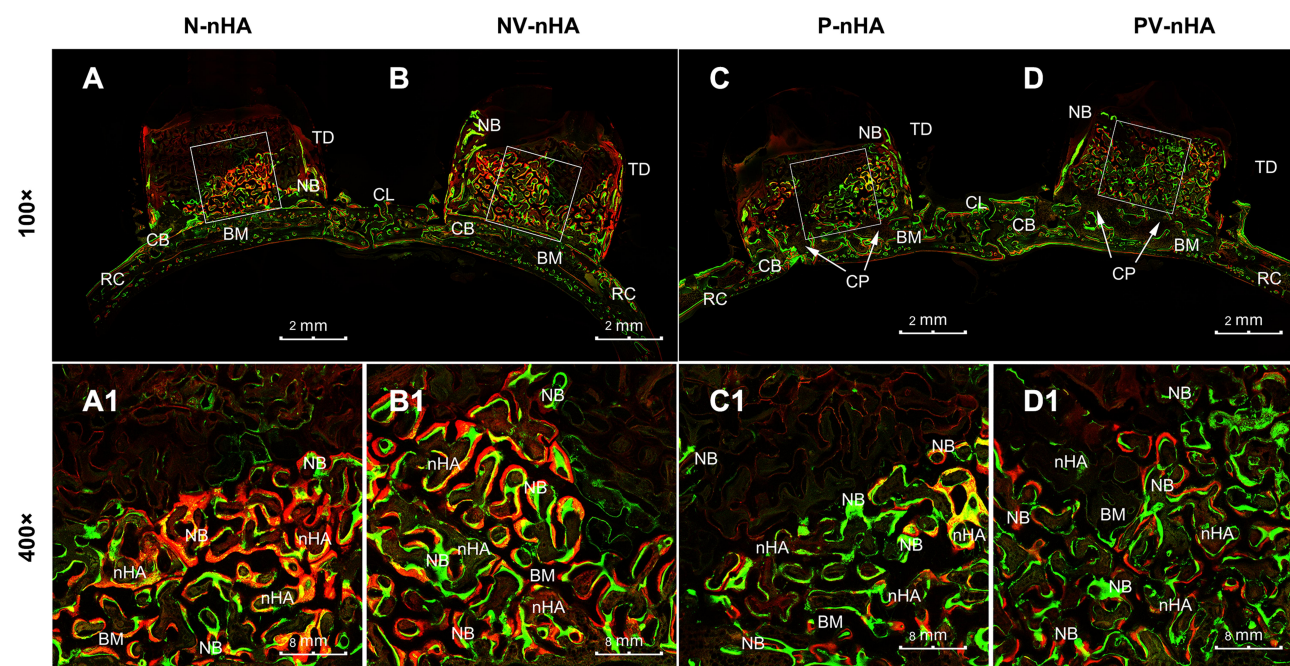 N-nHA NV-nHA P-nHA PV-nHA
100×
A B C D
NB NB NB
TD TD TD TD
NB CL CL
CB BM CB BM CB BM BM
RC RC CB CP CP
RC RC
2 mm 2 mm 2 mm 2 mm
400×
A1 B1 C1 D1
NB NB NB NB
nHA NB nHA
NB NB NB NB
NB nHA BM
nHA NB nHA nHA NB nHA nHA
nHA BM nHA NB
nHA nHA nHA
BM NB NB BM NB NB
8 mm 8 mm 8 mm 8 mm